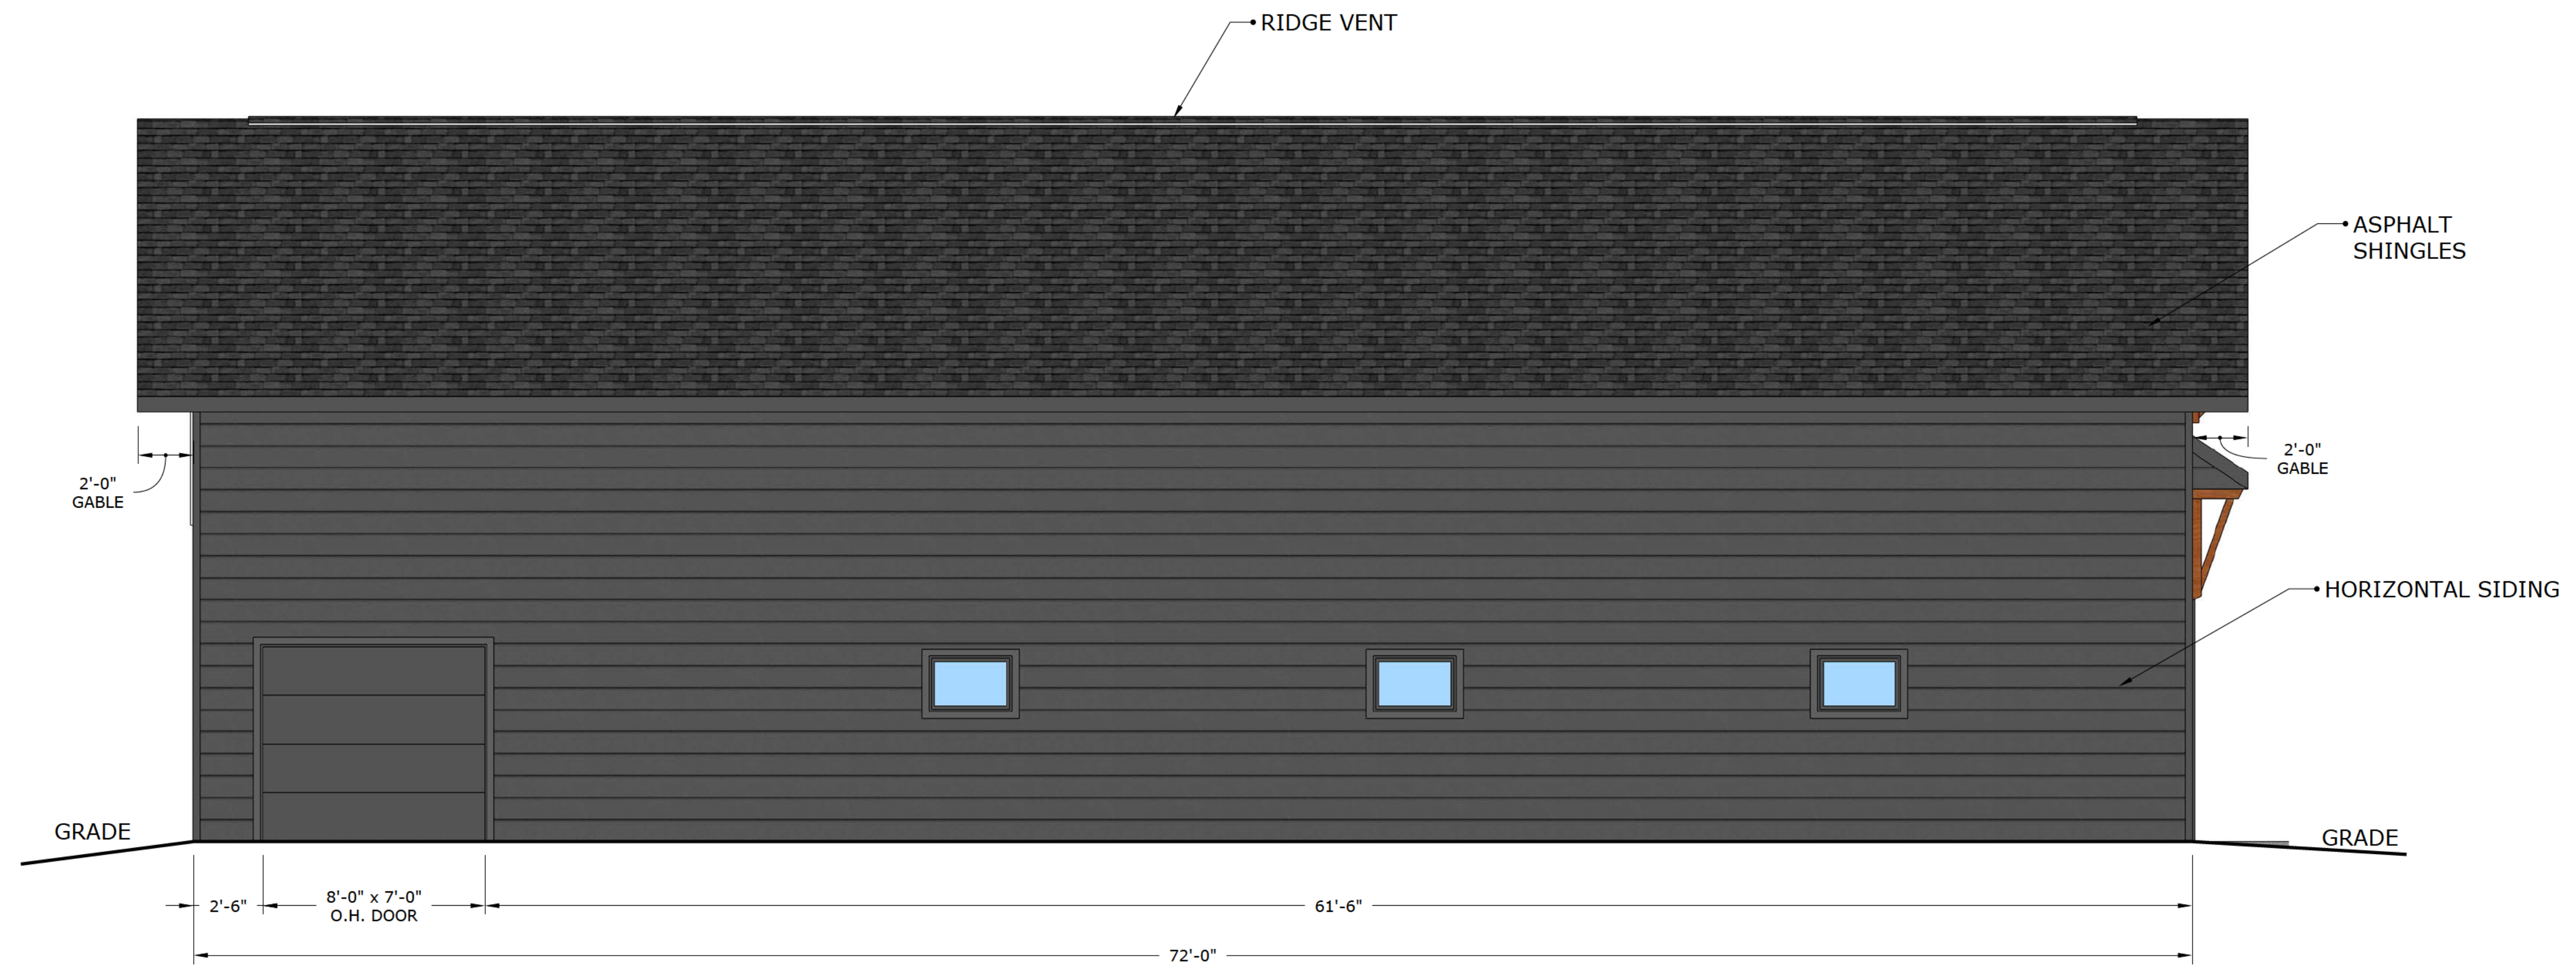 RIDGE VENT
ASPHALT
SHINGLES
2'-0"
GABLE
2'-0"
GABLE
HORIZONTAL SIDING
GRADE
GRADE
2'-6"
8'-0" x 7'-0"
O.H. DOOR
61'-6"
72'-0"